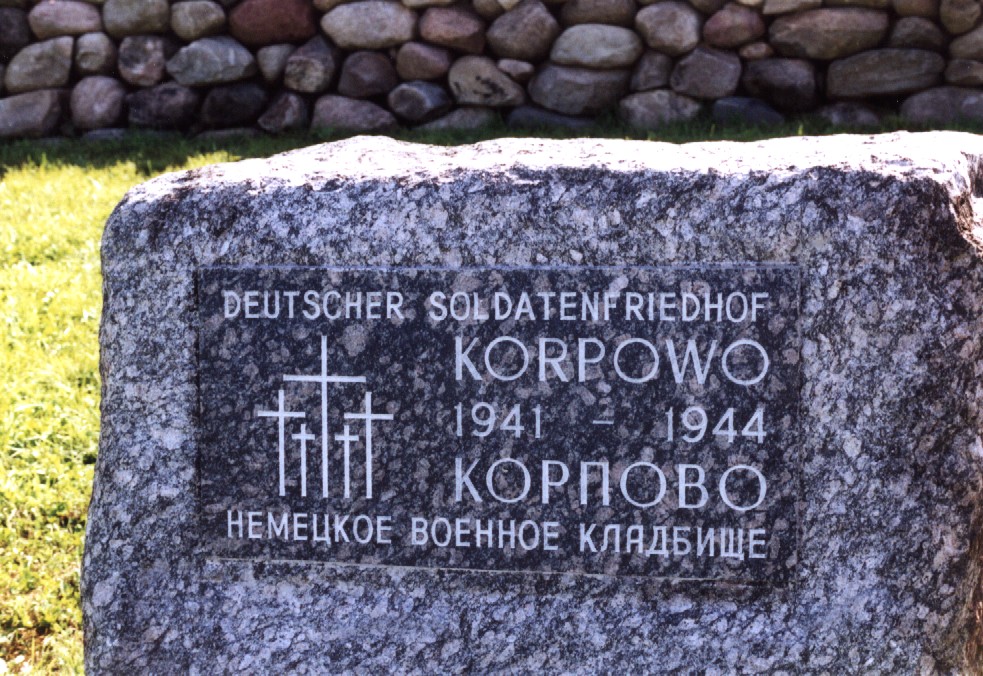 DEUTSCHER SOLDATENFRIEDHOF
KORPOWO
1941 - 1944
КОРПОВО
НЕМЕЦКОЕ ВОЕННОЕ КЛАДБИЩЕ